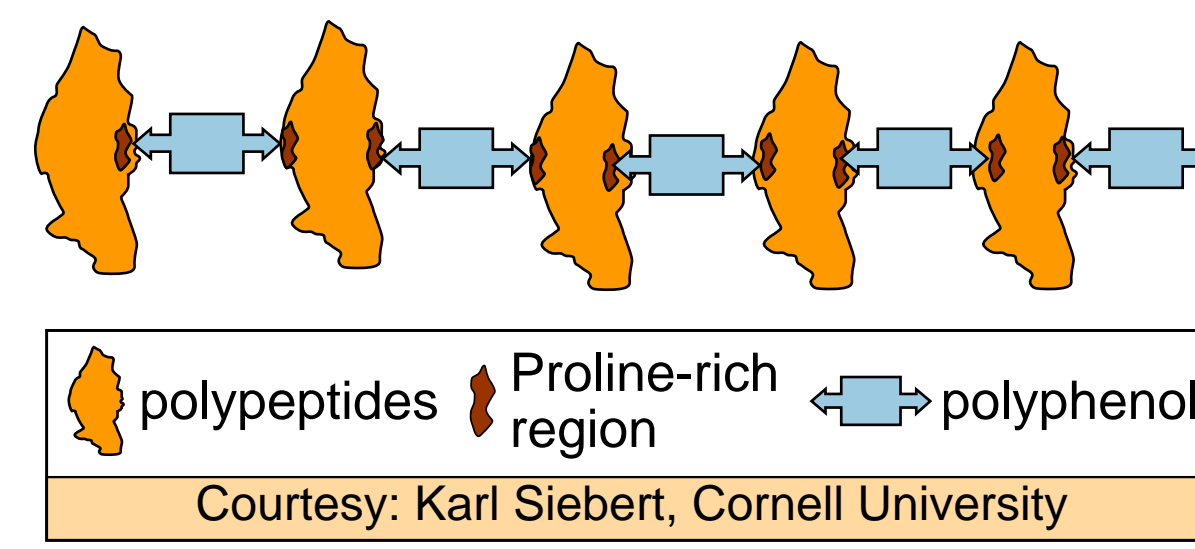 polypeptides
Proline-rich
region
polyphenol
Courtesy: Karl Siebert, Cornell University